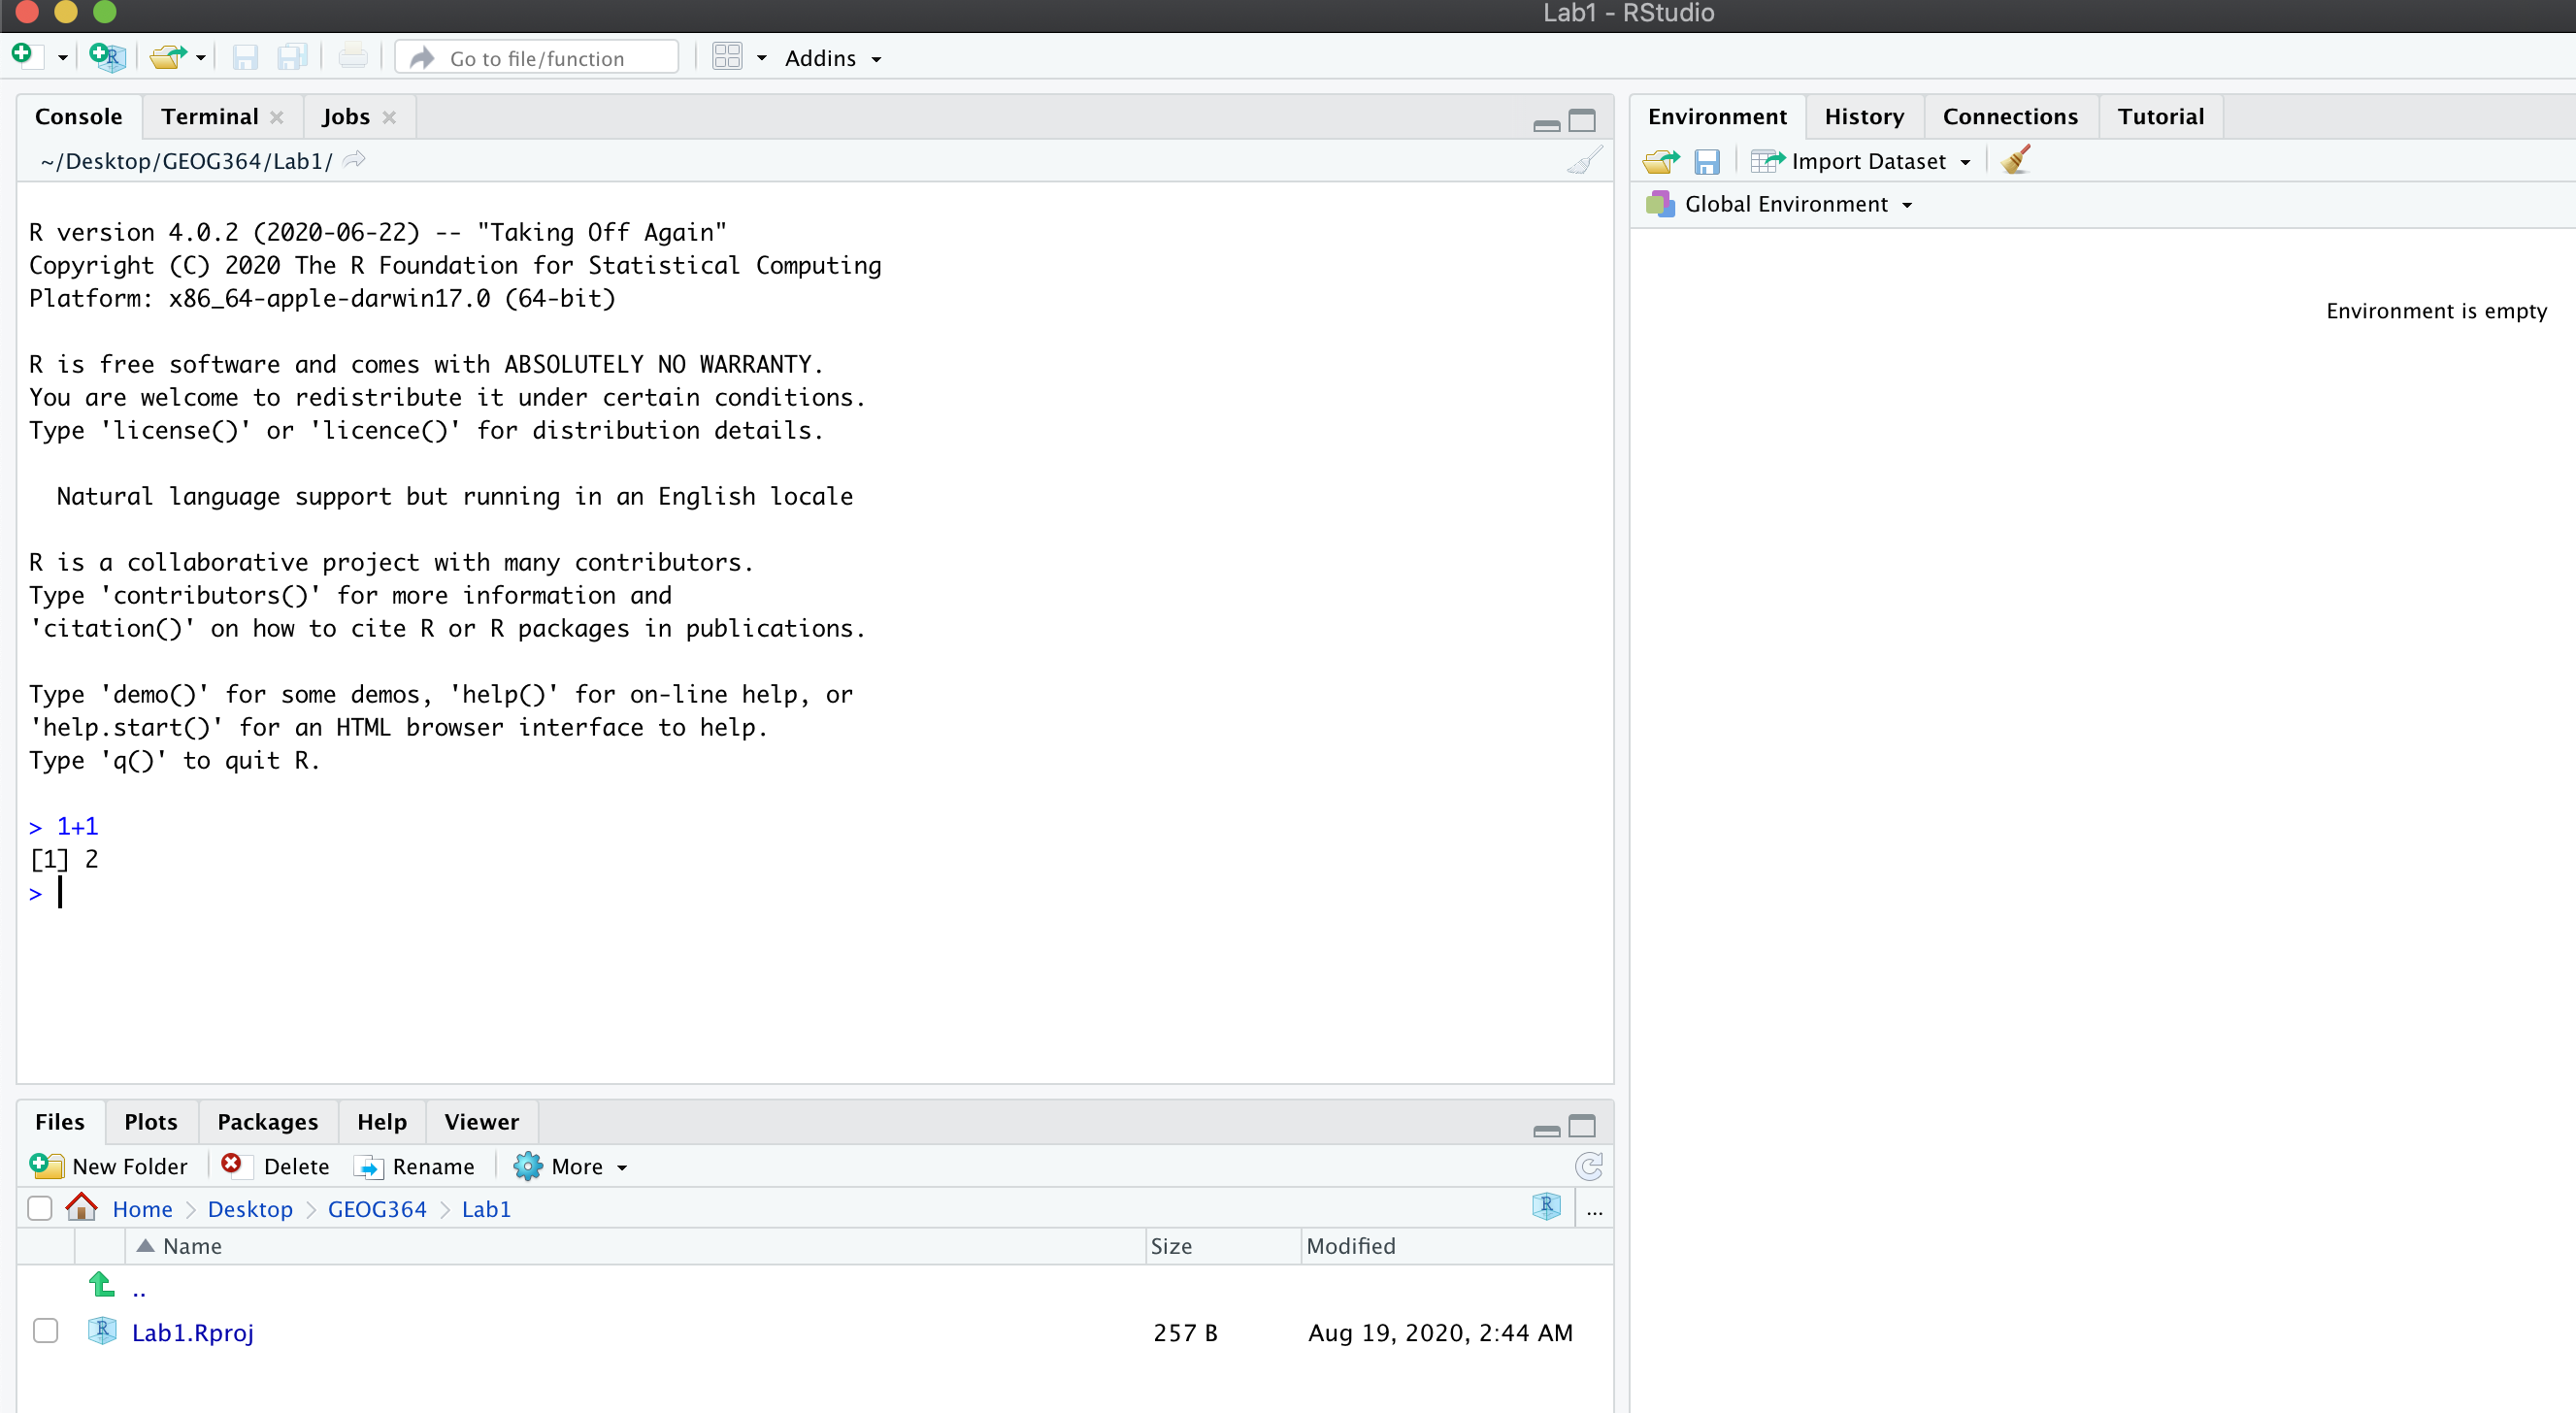 Lab1 - RStudio
Go to file/function
Addins
Console Terminal Jobs
~/Desktop/GEOG364/Lab1/
R version 4.0.2 (2020-06-22) -- "Taking Off Again"
Copyright (C) 2020 The R Foundation for Statistical Computing
Platform: x86_64-apple-darwin17.0 (64-bit)
R is free software and comes with ABSOLUTELY NO WARRANTY.
You are welcome to redistribute it under certain conditions.
Type 'license()' or 'licence()' for distribution details.
Natural language support but running in an English locale
R is a collaborative project with many contributors.
Type 'contributors()' for more information and
'citation()' on how to cite R or R packages in publications.
Type 'demo()' for some demos, 'help()' for on-line help, or
'help.start()' for an HTML browser interface to help.
Type 'q()' to quit R.
> 1+1
[1] 2
>
Environment History Connections Tutorial
Import Dataset
Global Environment
Environment is empty
Files Plots Packages Help Viewer
New Folder Delete Rename More
Home Desktop GEOG364 Lab1 R ...
Name Size Modified
..
R Lab1.Rproj 257 B Aug 19, 2020, 2:44 AM